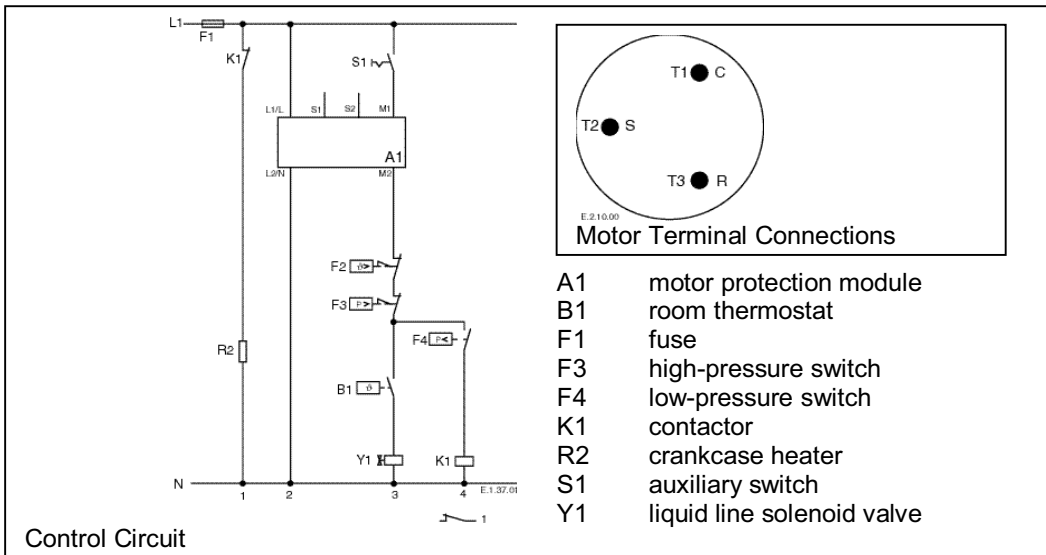 L1
F1
K1
S1
L1/L
S1
S2
M1
A1
L2/N
M2
F2
ϑ>
F3
P>
F4
P<
R2
B1
ϑ
Y1
K1
N
1
2
3
4
E.1.37.01
1
Control Circuit
T1 C
T2 S
T3 R
E.2.10.00
Motor Terminal Connections
A1 motor protection module
B1 room thermostat
F1 fuse
F3 high-pressure switch
F4 low-pressure switch
K1 contactor
R2 crankcase heater
S1 auxiliary switch
Y1 liquid line solenoid valve